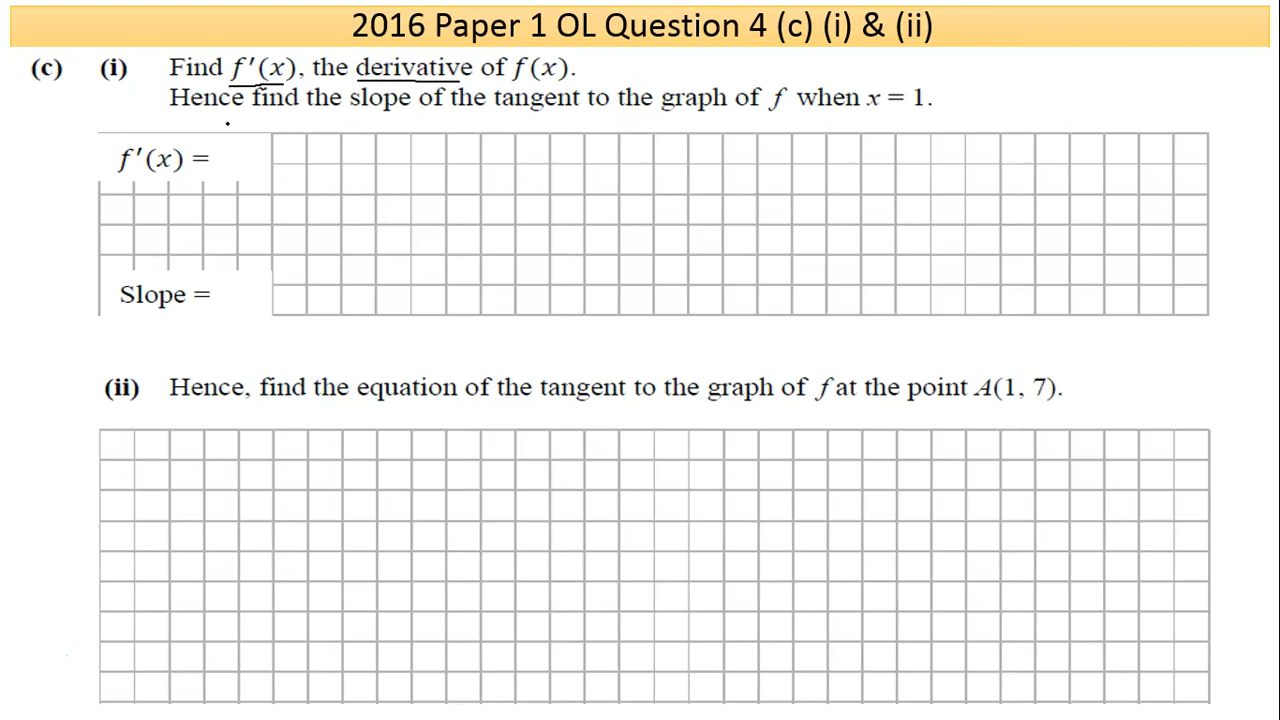 2016 Paper 1 OL Question 4 (c) (i) & (ii)
(c) (i) Find f′(x), the derivative of f(x).
Hence find the slope of the tangent to the graph of f when x = 1.
f′(x) =
Slope =
(ii) Hence, find the equation of the tangent to the graph of f at the point A(1, 7).